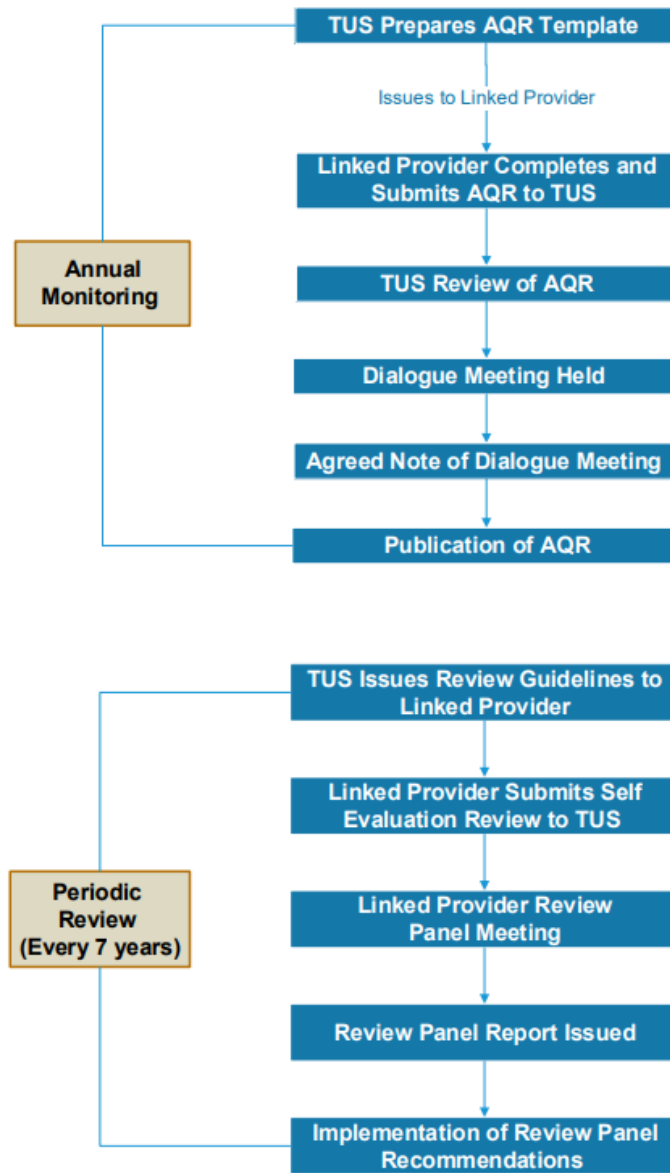 TUS Prepares AQR Template
Issues to Linked Provider
Linked Provider Completes and
Submits AQR to TUS
Annual
Monitoring
TUS Review of AQR
Dialogue Meeting Held
Agreed Note of Dialogue Meeting
Publication of AQR
TUS Issues Review Guidelines to
Linked Provider
Linked Provider Submits Self
Evaluation Review to TUS
Periodic
Review
(Every 7 years)
Linked Provider Review
Panel Meeting
Review Panel Report Issued
Implementation of Review Panel
Recommendations